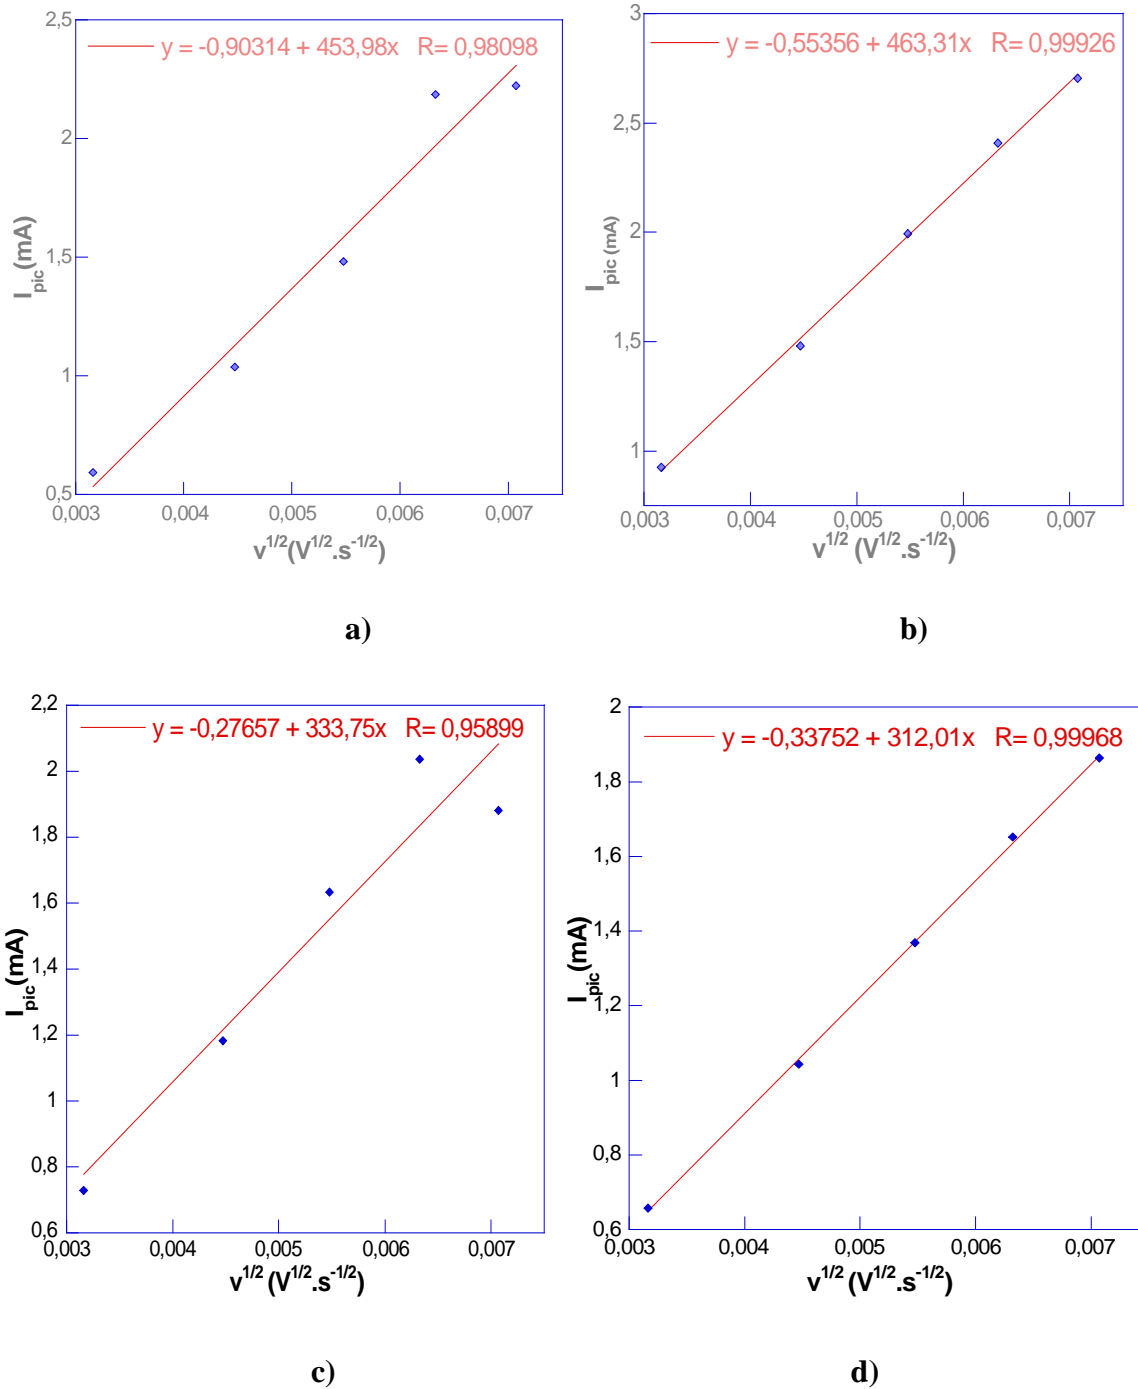 y = -0,90314 + 453,98x R= 0,98098
2,5
2
1,5
1
0,5
I_pic(mA)
0,003 0,004 0,005 0,006 0,007
v^1/2(V^1/2.s^-1/2)
a)
y = -0,55356 + 463,31x R= 0,99926
3
2,5
2
1,5
1
I_pic (mA)
0,003 0,004 0,005 0,006 0,007
v^1/2 (V^1/2.s^-1/2)
b)
y = -0,27657 + 333,75x R= 0,95899
2,2
2
1,8
1,6
1,4
1,2
1
0,8
0,6
I_pic(mA)
0,003 0,004 0,005 0,006 0,007
v^1/2 (V^1/2.s^-1/2)
c)
y = -0,33752 + 312,01x R= 0,99968
2
1,8
1,6
1,4
1,2
1
0,8
0,6
I_pic(mA)
0,003 0,004 0,005 0,006 0,007
v^1/2 (V^1/2.s^-1/2)
d)